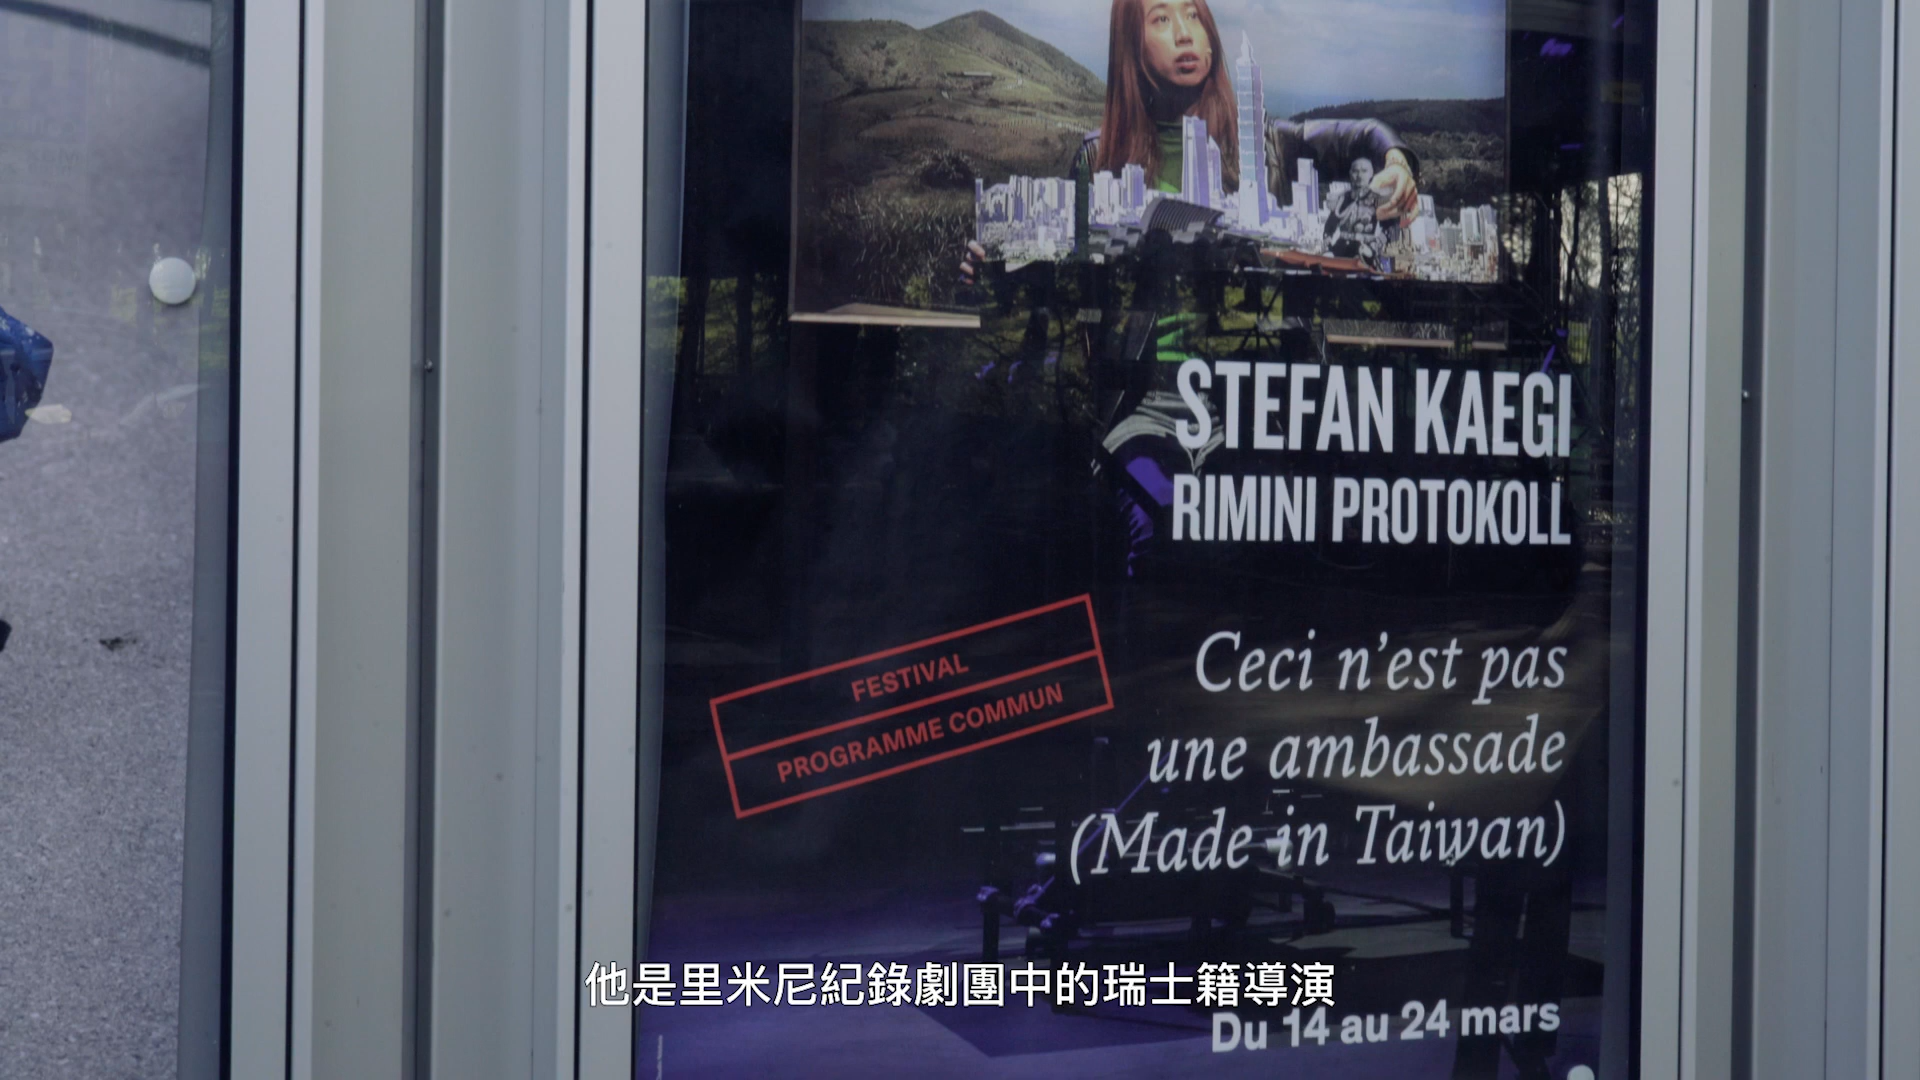 STEFAN KAEGI
RIMINI PROTOKOLL
FESTIVAL
PROGRAMME COMMUN
Ceci n'est pas
une ambassade
(Made in Taiwan)
他是里米尼紀錄劇團中的瑞士籍導演
Du 14 au 24 mars